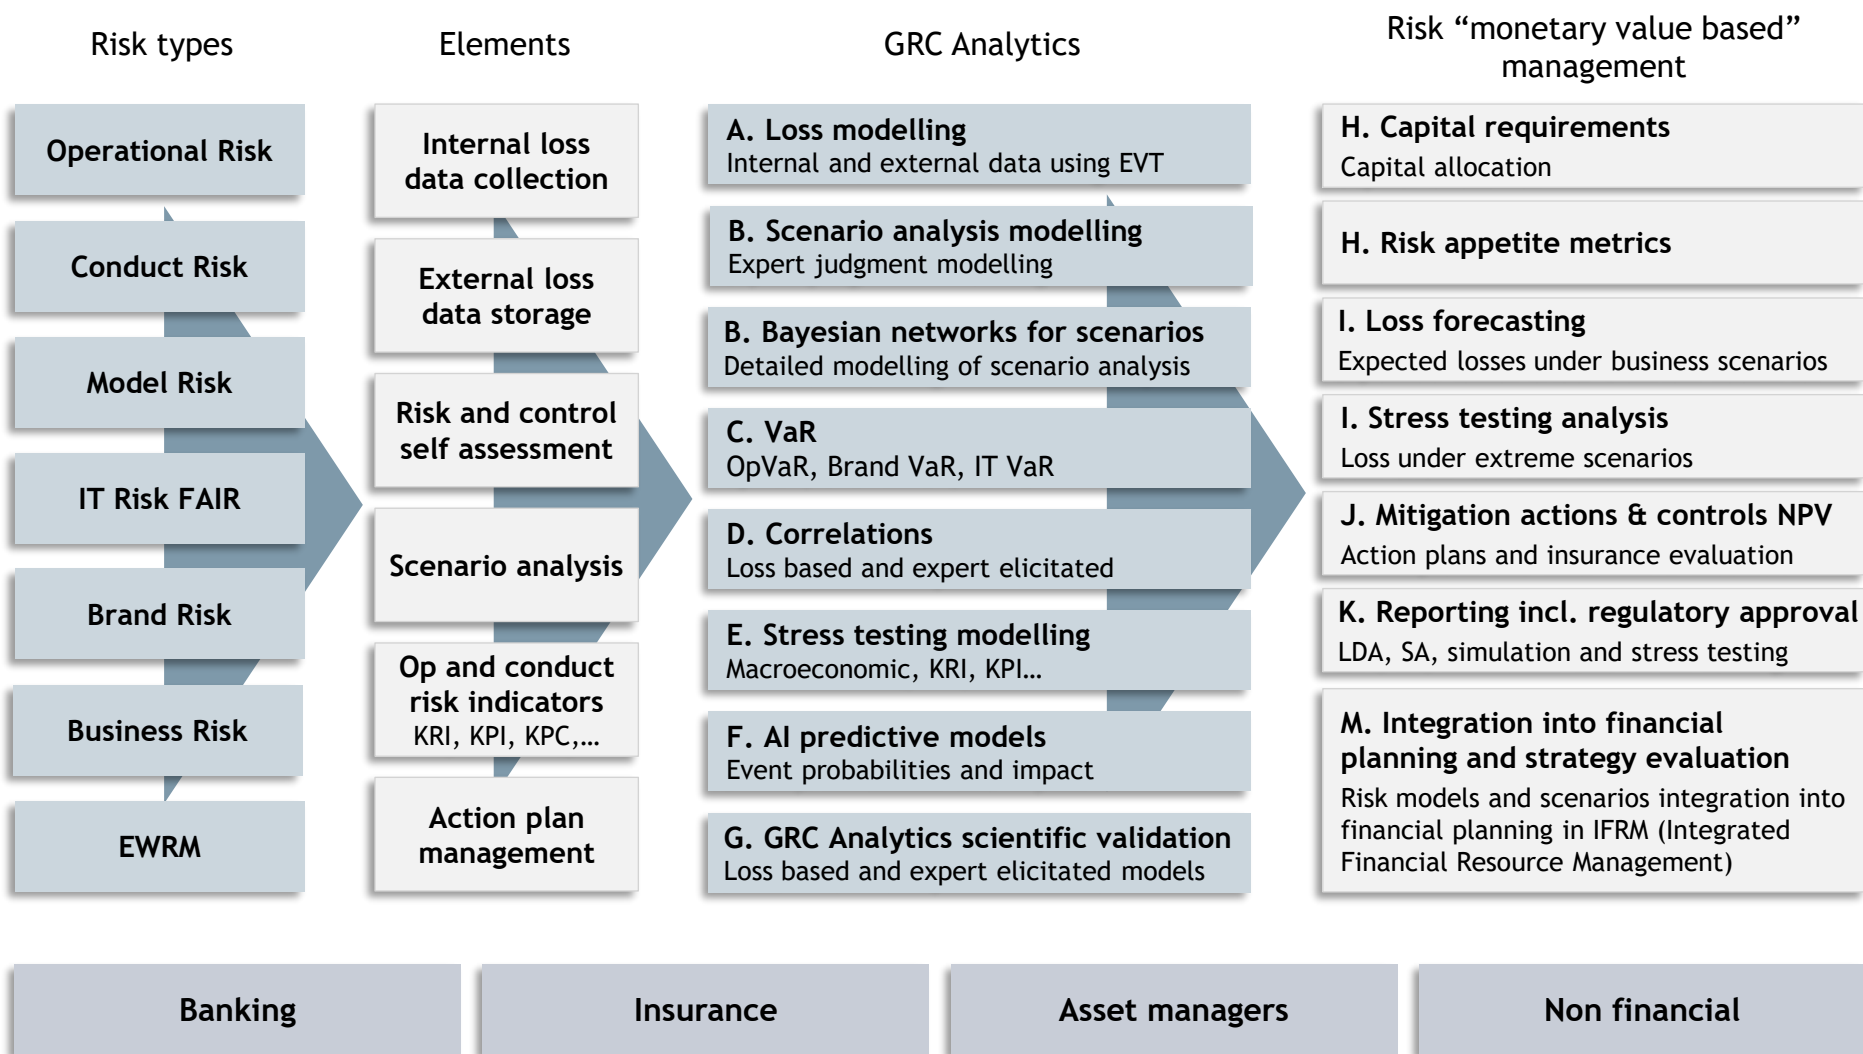 Risk types
Operational Risk
Conduct Risk
Model Risk
IT Risk FAIR
Brand Risk
Business Risk
EWRM
Elements
Internal loss
data collection
External loss
data storage
Risk and control
self assessment
Scenario analysis
Op and conduct
risk indicators
KRI, KPI, KPC,…
Action plan
management
GRC Analytics
A. Loss modelling
Internal and external data using EVT
B. Scenario analysis modelling
Expert judgment modelling
B. Bayesian networks for scenarios
Detailed modelling of scenario analysis
C. VaR
OpVaR, Brand VaR, IT VaR
D. Correlations
Loss based and expert elicitated
E. Stress testing modelling
Macroeconomic, KRI, KPI…
F. AI predictive models
Event probabilities and impact
G. GRC Analytics scientific validation
Loss based and expert elicitated models
Risk “monetary value based”
management
H. Capital requirements
Capital allocation
H. Risk appetite metrics
I. Loss forecasting
Expected losses under business scenarios
I. Stress testing analysis
Loss under extreme scenarios
J. Mitigation actions & controls NPV
Action plans and insurance evaluation
K. Reporting incl. regulatory approval
LDA, SA, simulation and stress testing
M. Integration into financial
planning and strategy evaluation
Risk models and scenarios integration into
financial planning in IFRM (Integrated
Financial Resource Management)
Banking
Insurance
Asset managers
Non financial